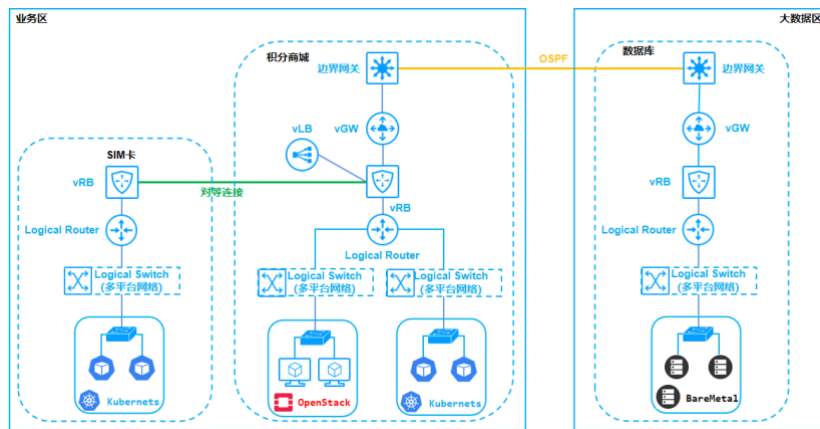 业务区
大数据区
积分商城
数据库
边界网关
OSPF
边界网关
vLB
vGW
vGW
SIM卡
vRB
对等连接
vRB
vRB
Logical Router
Logical Router
Logical Router
Logical Switch
(多平台网络)
Logical Switch
(多平台网络)
Logical Switch
(多平台网络)
Logical Switch
(多平台网络)
Kubernets
OpenStack
Kubernets
BareMetal